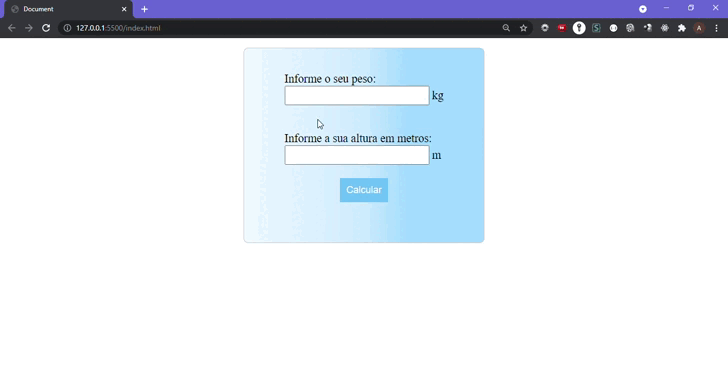 Document
127.0.0.1:5500/index.html
A
Informe o seu peso:
kg
Informe a sua altura em metros:
m
Calcular